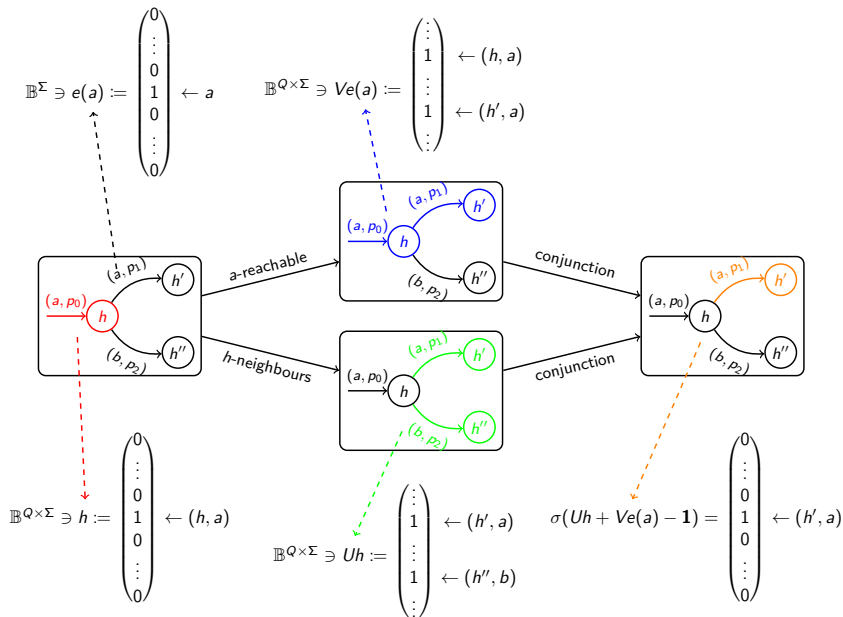 𝔹^Σ ∋ e(a) := (0 ⋮ 0 1 0 ⋮ 0) ← a
𝔹^{Q×Σ} ∋ Ve(a) := (⋮ 1 ⋮ 1 ⋮) ← (h, a) ← (h′, a)
(a, p₀) h (a, p₁) h′ (b, p₂) h″
a-reachable
(a, p₀) h (a, p₁) h′ (b, p₂) h″
conjunction
h-neighbours
(a, p₀) h (a, p₁) h′ (b, p₂) h″
conjunction
(a, p₀) h (a, p₁) h′ (b, p₂) h″
𝔹^{Q×Σ} ∋ h := (0 ⋮ 0 1 0 ⋮ 0) ← (h, a)
𝔹^{Q×Σ} ∋ Uh := (⋮ 1 ⋮ 1 ⋮) ← (h′, a) ← (h″, b)
σ(Uh + Ve(a) − 𝟏) = (0 ⋮ 0 1 0 ⋮ 0) ← (h′, a)